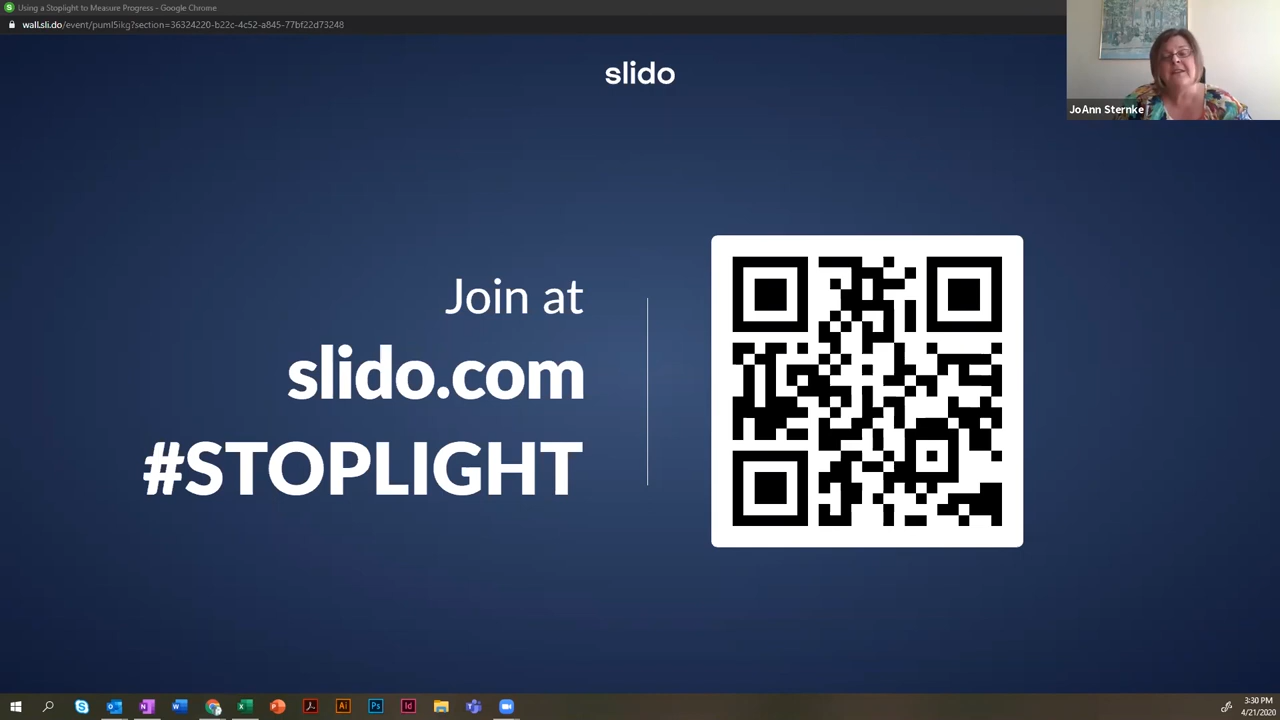 Using a Stoplight to Measure Progress - Google Chrome
wall.sli.do/event/puml5ikg?section=36324220-b22c-4c52-a845-77bf22d73248
slido
JoAnn Sternke
Join at
slido.com
#STOPLIGHT
3:30 PM
4/21/2020